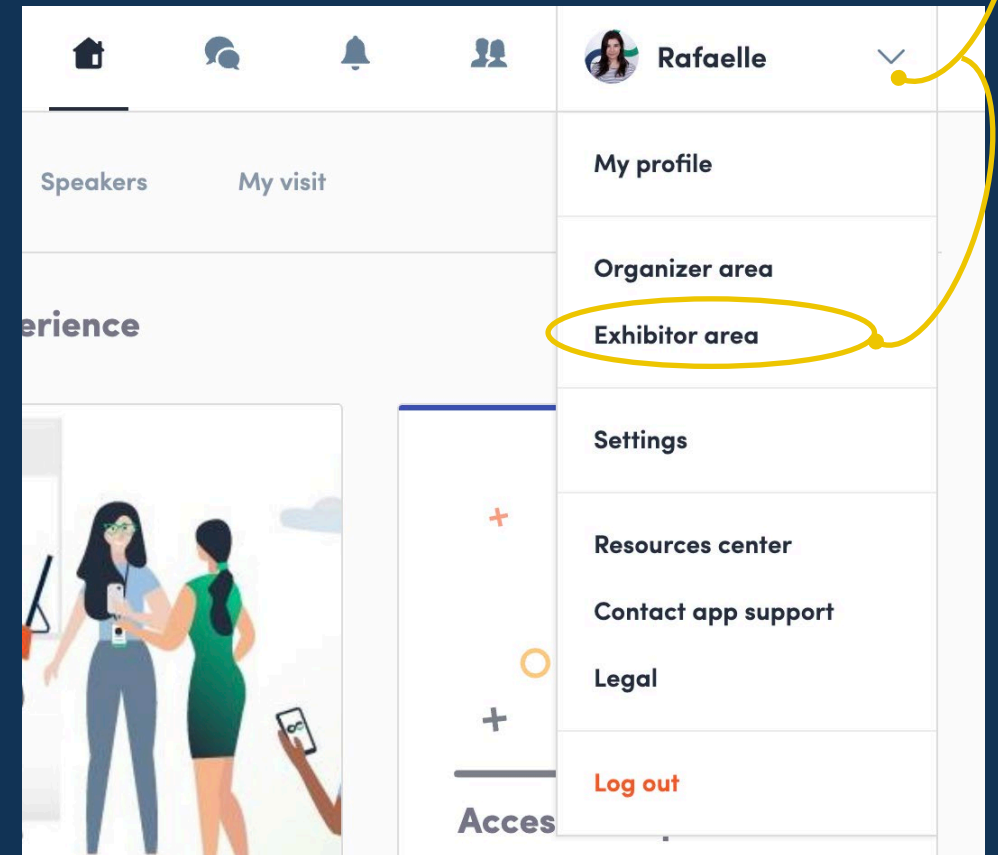 Rafaelle
My profile
Speakers
My visit
Organizer area
erience
Exhibitor area
Settings
Resources center
Contact app support
Legal
Log out
Acces